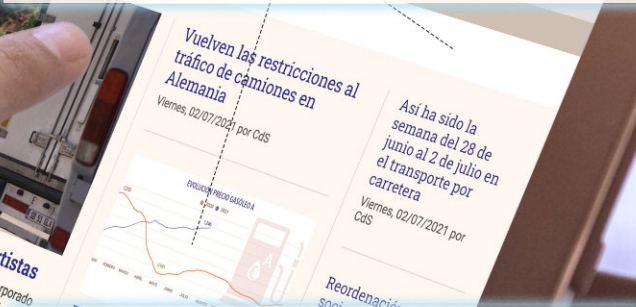 Vuelven las restricciones al
tráfico de camiones en
Alemania
Viernes, 02/07/2021 por CdS
Así ha sido la
semana del 28 de
junio al 2 de julio en
el transporte por
carretera
Viernes, 02/07/2021 por
CdS
EVOLUCIÓN PRECIO GASÓLEO A
A
tistas
rporado
Reordenació